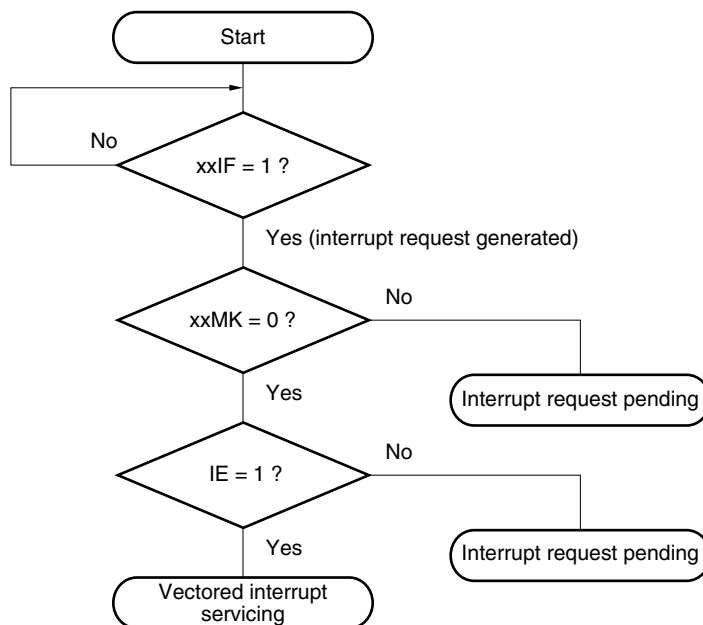 Start
No
xxIF = 1 ?
Yes (interrupt request generated)
No
xxMK = 0 ?
Yes
Interrupt request pending
No
IE = 1 ?
Yes
Interrupt request pending
Vectored interrupt
servicing